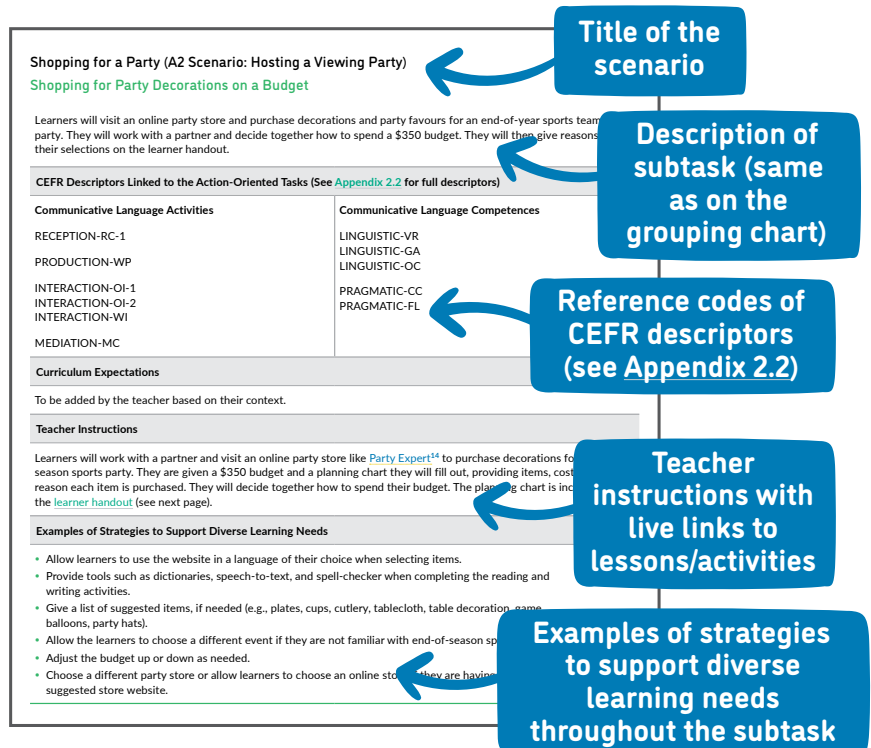 Shopping for a Party (A2 Scenario: Hosting a Viewing Party)
Shopping for Party Decorations on a Budget
Learners will visit an online party store and purchase decorations and party favours for an end-of-year sports team
party. They will work with a partner and decide together how to spend a $350 budget. They will then give reasons
their selections on the learner handout.
CEFR Descriptors Linked to the Action-Oriented Tasks (See Appendix 2.2 for full descriptors)
Communicative Language Activities
RECEPTION-RC-1
PRODUCTION-WP
INTERACTION-OI-1
INTERACTION-OI-2
INTERACTION-WI
MEDIATION-MC
Communicative Language Competences
LINGUISTIC-VR
LINGUISTIC-GA
LINGUISTIC-OC
PRAGMATIC-CC
PRAGMATIC-FL
Curriculum Expectations
To be added by the teacher based on their context.
Teacher Instructions
Learners will work with a partner and visit an online party store like Party Expert14 to purchase decorations
season sports party. They are given a $350 budget and a planning chart they will fill out, providing items,
reason each item is purchased. They will decide together how to spend their budget. The planning chart is
the learner handout (see next page).
Examples of Strategies to Support Diverse Learning Needs
• Allow learners to use the website in a language of their choice when selecting items.
• Provide tools such as dictionaries, speech-to-text, and spell-checker when completing the reading and
writing activities.
• Give a list of suggested items, if needed (e.g., plates, cups, cutlery, tablecloth, table decoration, game,
balloons, party hats).
• Allow the learners to choose a different event if they are not familiar with end-of-season
• Adjust the budget up or down as needed.
• Choose a different party store or allow learners to choose an online they are having
suggested store website.
Title of the
scenario
Description of
subtask (same
as on the
grouping chart)
Reference codes of
CEFR descriptors
(see Appendix 2.2)
Teacher
instructions with
live links to
lessons/activities
Examples of strategies
to support diverse
learning needs
throughout the subtask